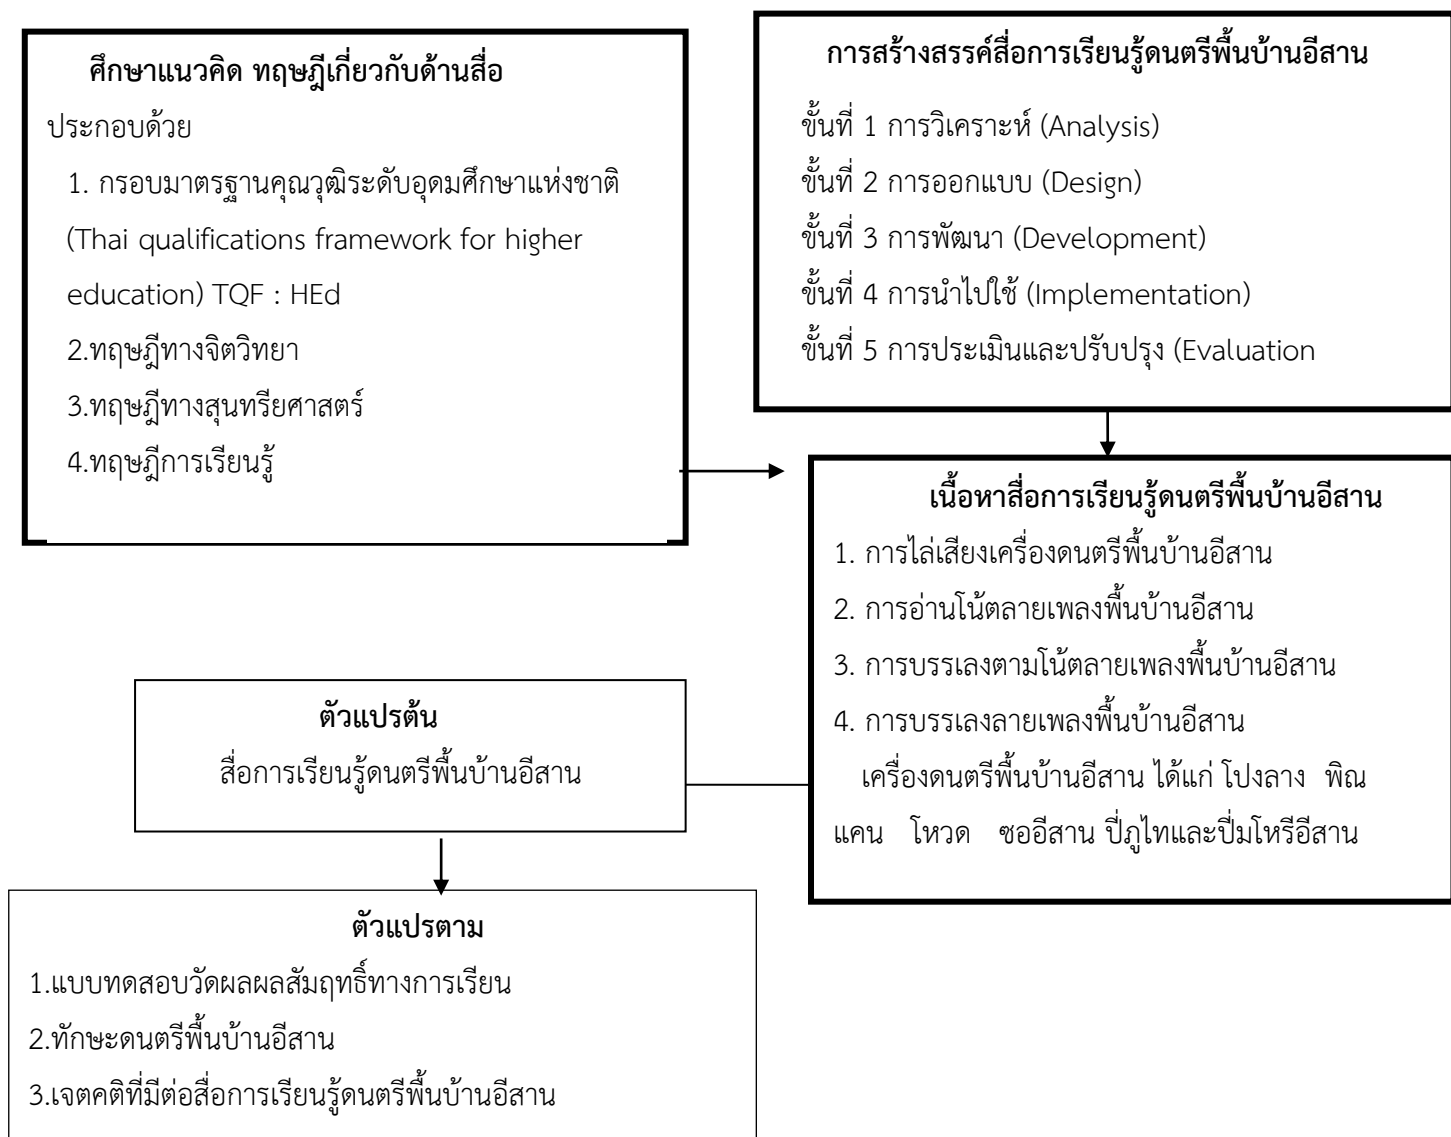 ศึกษาแนวคิด ทฤษฎีเกี่ยวกับด้านสื่อ
ประกอบด้วย
1. กรอบมาตรฐานคุณวุฒิระดับอุดมศึกษาแห่งชาติ
(Thai qualifications framework for higher
education) TQF : HEd
2.ทฤษฎีทางจิตวิทยา
3.ทฤษฎีทางสุนทรียศาสตร์
4.ทฤษฎีการเรียนรู้
การสร้างสรรค์สื่อการเรียนรู้ดนตรีพื้นบ้านอีสาน
ขั้นที่ 1 การวิเคราะห์ (Analysis)
ขั้นที่ 2 การออกแบบ (Design)
ขั้นที่ 3 การพัฒนา (Development)
ขั้นที่ 4 การนำไปใช้ (Implementation)
ขั้นที่ 5 การประเมินและปรับปรุง (Evaluation
เนื้อหาสื่อการเรียนรู้ดนตรีพื้นบ้านอีสาน
1. การไล่เสียงเครื่องดนตรีพื้นบ้านอีสาน
2. การอ่านโน้ตลายเพลงพื้นบ้านอีสาน
3. การบรรเลงตามโน้ตลายเพลงพื้นบ้านอีสาน
4. การบรรเลงลายเพลงพื้นบ้านอีสาน
เครื่องดนตรีพื้นบ้านอีสาน ได้แก่ โปงลาง พิณ
แคน โหวด ซออีสาน ปี่ภูไทและปี่มโหรีอีสาน
ตัวแปรต้น
สื่อการเรียนรู้ดนตรีพื้นบ้านอีสาน
ตัวแปรตาม
1.แบบทดสอบวัดผลผลสัมฤทธิ์ทางการเรียน
2.ทักษะดนตรีพื้นบ้านอีสาน
3.เจตคติที่มีต่อสื่อการเรียนรู้ดนตรีพื้นบ้านอีสาน